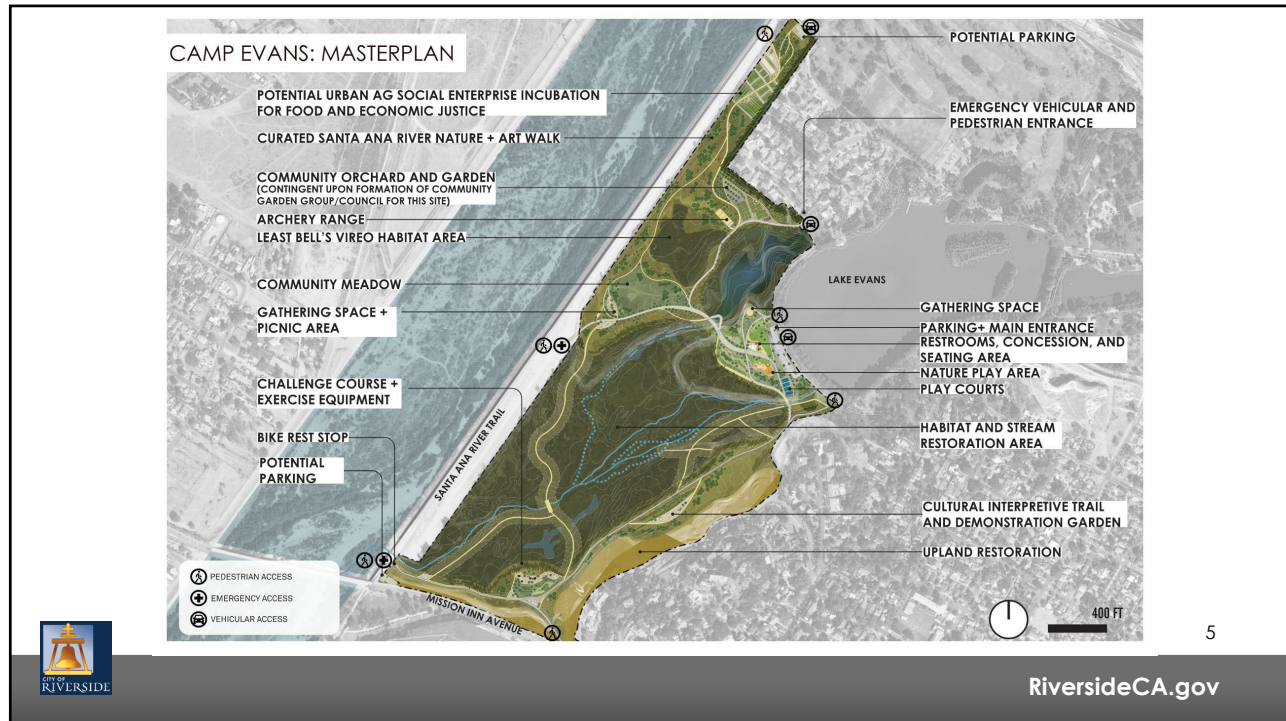 CAMP EVANS: MASTERPLAN
POTENTIAL URBAN AG SOCIAL ENTERPRISE INCUBATION
FOR FOOD AND ECONOMIC JUSTICE
CURATED SANTA ANA RIVER NATURE + ART WALK
COMMUNITY ORCHARD AND GARDEN
(CONTINGENT UPON FORMATION OF COMMUNITY
GARDEN GROUP/COUNCIL FOR THIS SITE)
ARCHERY RANGE
LEAST BELL'S VIREO HABITAT AREA
COMMUNITY MEADOW
GATHERING SPACE +
PICNIC AREA
CHALLENGE COURSE +
EXERCISE EQUIPMENT
BIKE REST STOP
POTENTIAL
PARKING
SANTA ANA RIVER TRAIL
MISSION INN AVENUE
LAKE EVANS
POTENTIAL PARKING
EMERGENCY VEHICULAR AND
PEDESTRIAN ENTRANCE
GATHERING SPACE
PARKING+ MAIN ENTRANCE
RESTROOMS, CONCESSION, AND
SEATING AREA
NATURE PLAY AREA
PLAY COURTS
HABITAT AND STREAM
RESTORATION AREA
CULTURAL INTERPRETIVE TRAIL
AND DEMONSTRATION GARDEN
UPLAND RESTORATION
PEDESTRIAN ACCESS
EMERGENCY ACCESS
VEHICULAR ACCESS
400 FT
5
CITY OF
RIVERSIDE
RiversideCA.gov